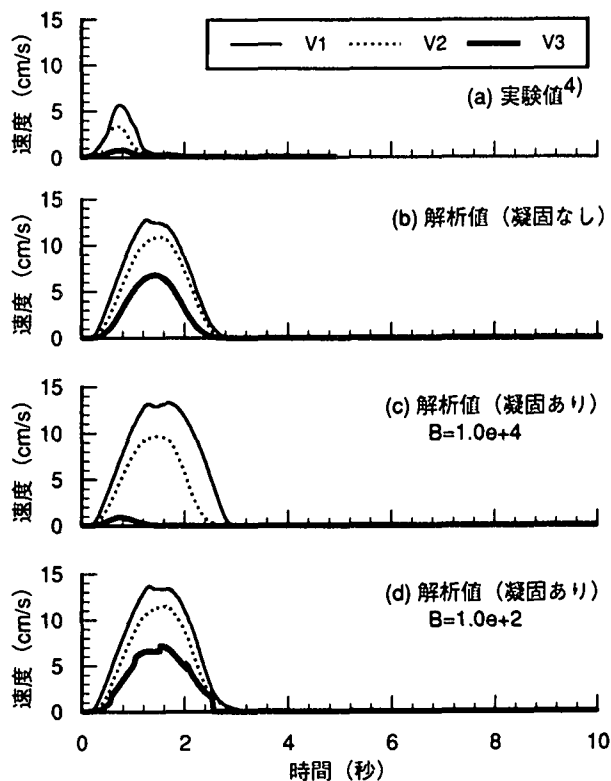 V1 V2 V3
15
10
5
0
速度 (cm/s)
(a) 実験値4)
15
10
5
0
速度 (cm/s)
(b) 解析値（凝固なし）
15
10
5
0
速度 (cm/s)
(c) 解析値（凝固あり）
B=1.0e+4
15
10
5
0
速度 (cm/s)
(d) 解析値（凝固あり）
B=1.0e+2
0 2 4 6 8 10
時間（秒）